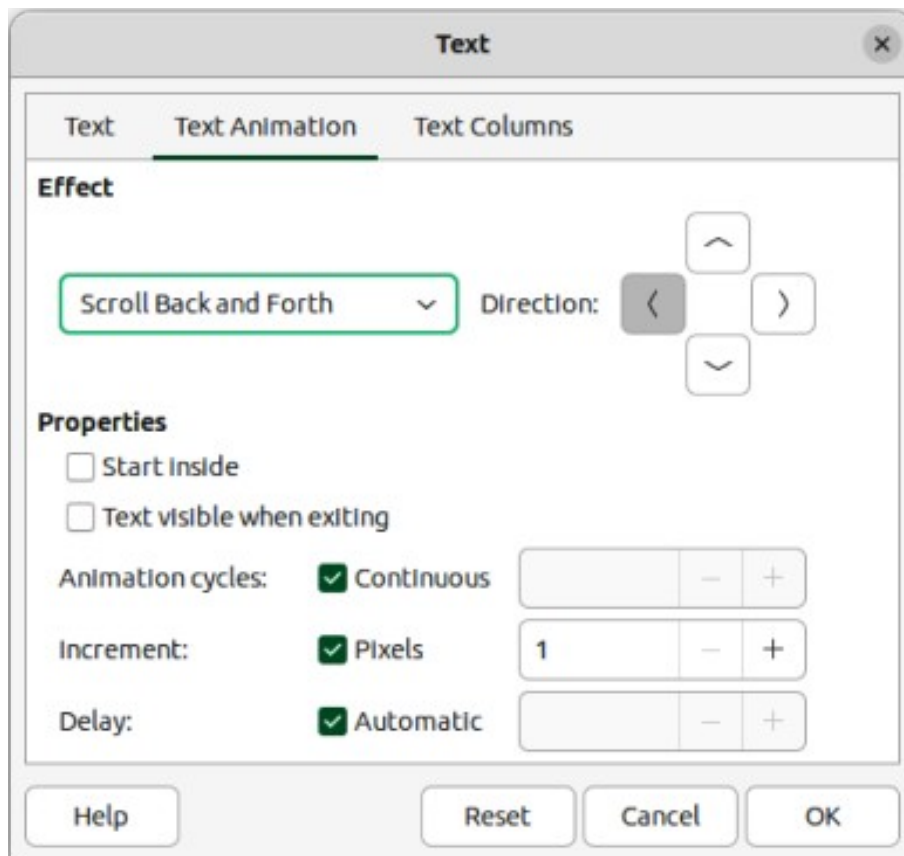 Text
Text Text Animation Text Columns
Effect
Scroll Back and Forth Direction:
Properties
Start inside
Text visible when exiting
Animation cycles: Continuous
Increment: Pixels 1
Delay: Automatic
Help Reset Cancel OK